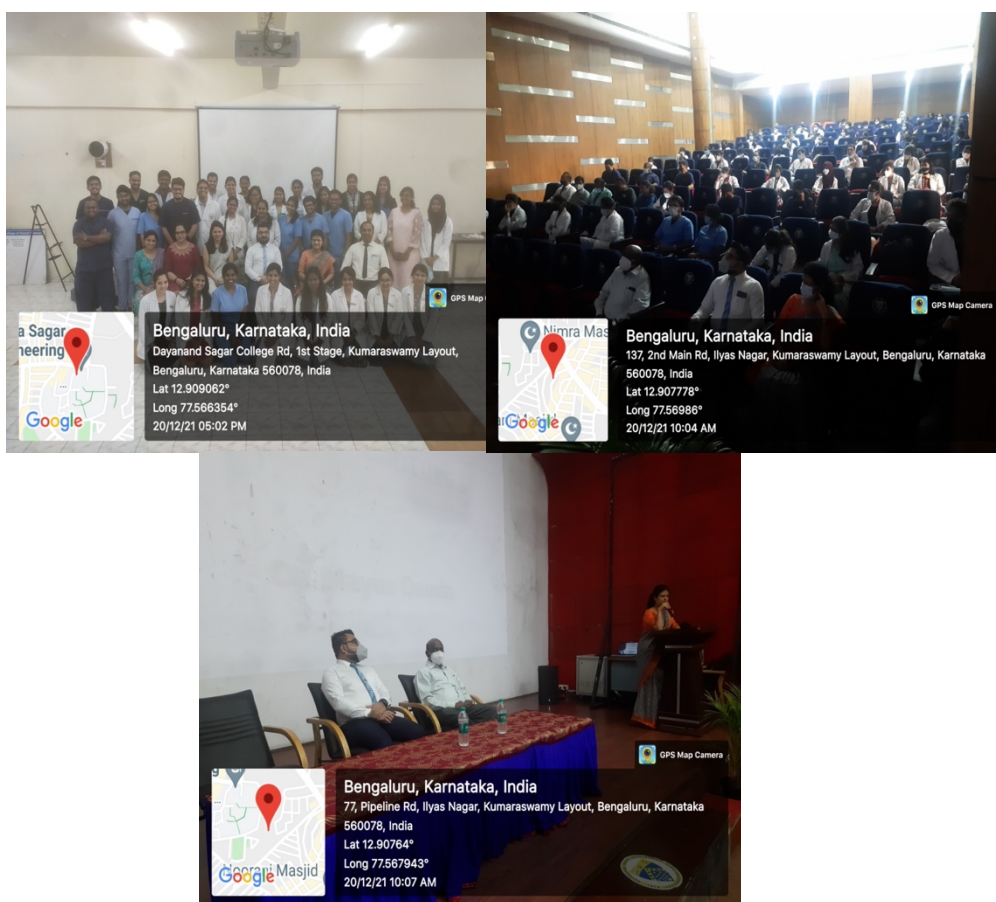 GPS Map
a Sagar
neering
Google
Bengaluru, Karnataka, India
Dayanand Sagar College Rd, 1st Stage, Kumaraswamy Layout,
Bengaluru, Karnataka 560078, India
Lat 12.909062°
Long 77.566354°
20/12/21 05:02 PM
GPS Map Camera
Nimra Mas
Google
Bengaluru, Karnataka, India
137, 2nd Main Rd, Ilyas Nagar, Kumaraswamy Layout, Bengaluru, Karnataka
560078, India
Lat 12.907778°
Long 77.56986°
20/12/21 10:04 AM
GPS Map Camera
Masjid
Google
Bengaluru, Karnataka, India
77, Pipeline Rd, Ilyas Nagar, Kumaraswamy Layout, Bengaluru, Karnataka
560078, India
Lat 12.90764°
Long 77.567943°
20/12/21 10:07 AM